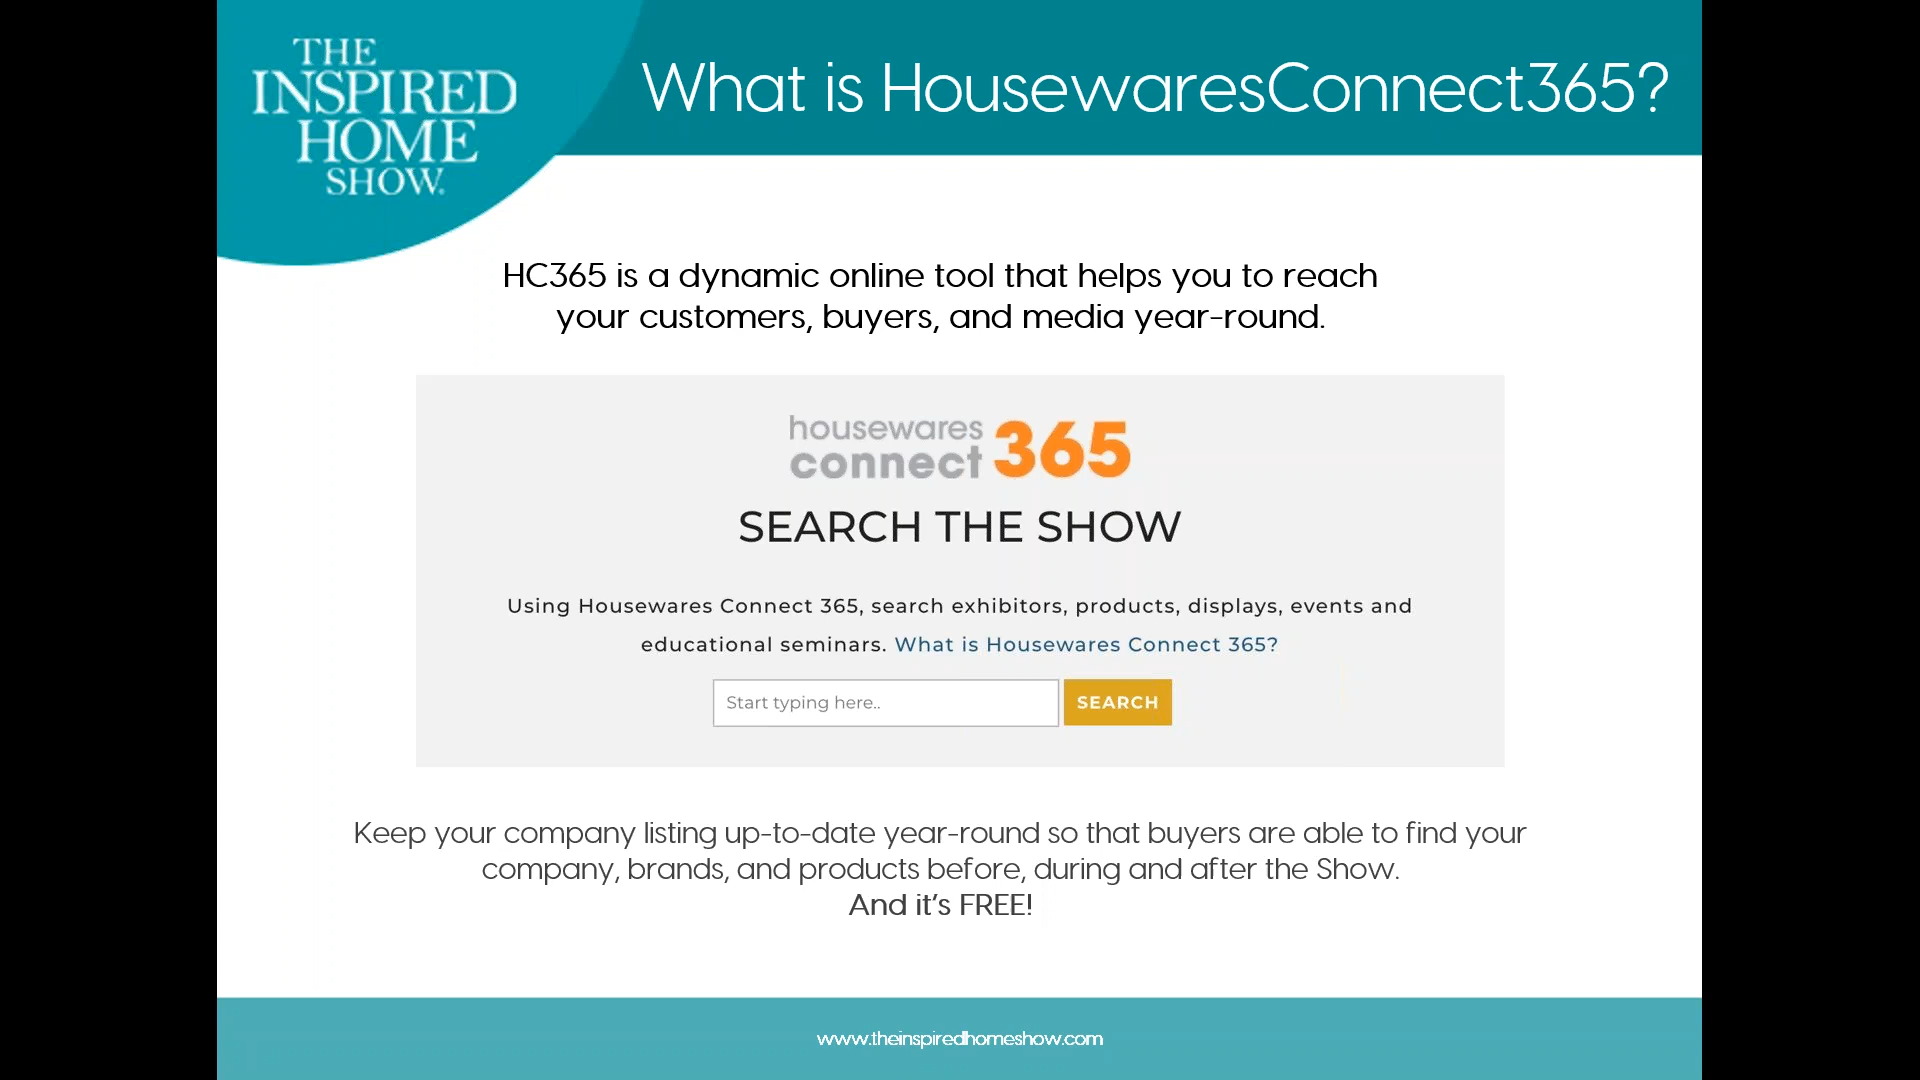 THE
INSPIRED
HOME
SHOW.
What is HousewaresConnect365?
HC365 is a dynamic online tool that helps you to reach
your customers, buyers, and media year-round.
housewares
connect 365
SEARCH THE SHOW
Using Housewares Connect 365, search exhibitors, products, displays, events and
educational seminars. What is Housewares Connect 365?
Start typing here..
SEARCH
Keep your company listing up-to-date year-round so that buyers are able to find your
company, brands, and products before, during and after the Show.
And it’s FREE!
www.theinspiredhomeshow.com